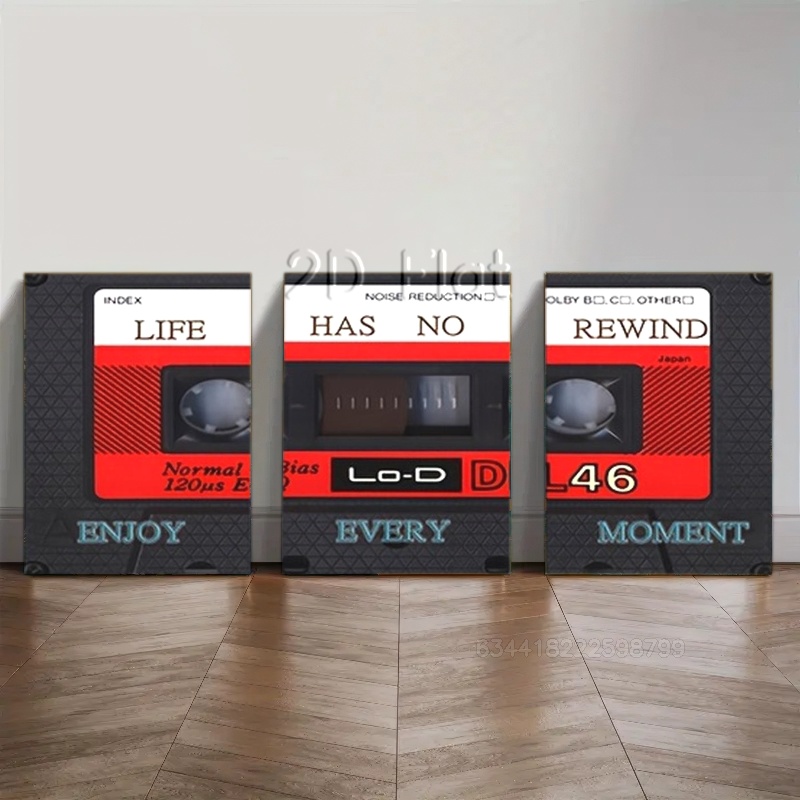 2D Flat
INDEX NOISE REDUCTION□ OLBY B□. C□. OTHER□
LIFE HAS NO REWIND
Japan
Normal Bias Lo-D D L46
120µs EQ
ENJOY EVERY MOMENT